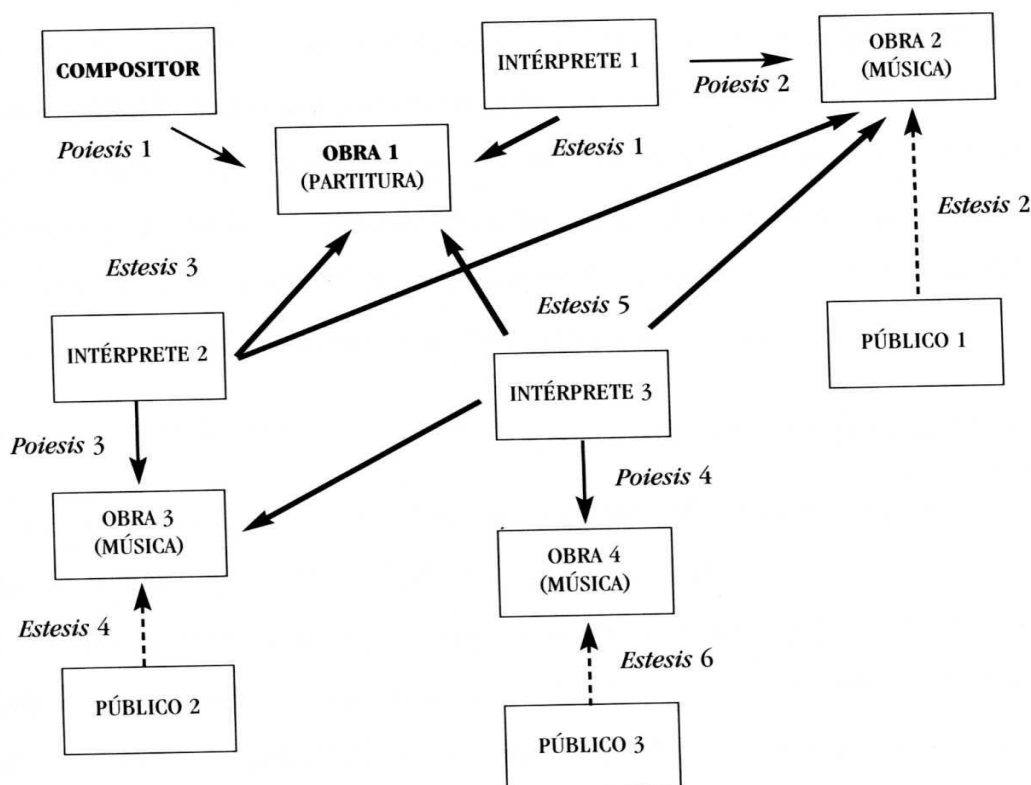 COMPOSITOR
INTÉRPRETE 1
OBRA 2
(MÚSICA)
Poiesis 2
Poiesis 1
OBRA 1
(PARTITURA)
Estesis 1
Estesis 2
Estesis 3
Estesis 5
INTÉRPRETE 2
INTÉRPRETE 3
PÚBLICO 1
Poiesis 3
Poiesis 4
OBRA 3
(MÚSICA)
OBRA 4
(MÚSICA)
Estesis 4
Estesis 6
PÚBLICO 2
PÚBLICO 3